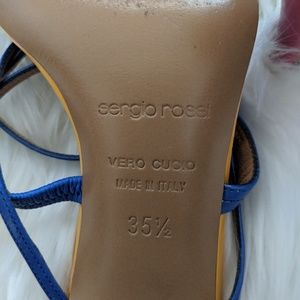 sergio rossi
VERO CUOIO
MADE IN ITALY
35½